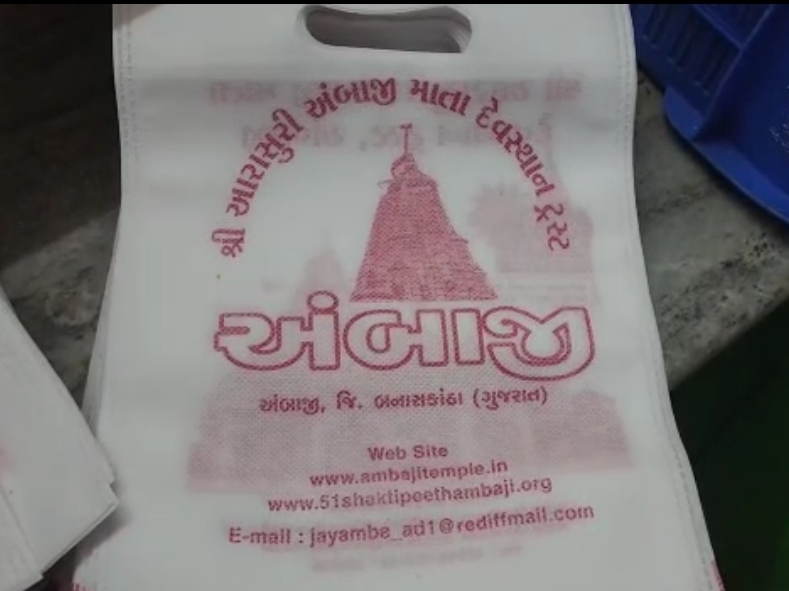 શ્રી આરાસુરી અંબાજી માતા દેવસ્થાન ટ્રસ્ટ
અંબાજી
અંબાજી, જિ. બનાસકાંઠા (ગુજરાત)
Web Site
www.ambajitemple.in
www.51shaktipeethambaji.org
E-mail : jayambe_ad1@rediffmail.com